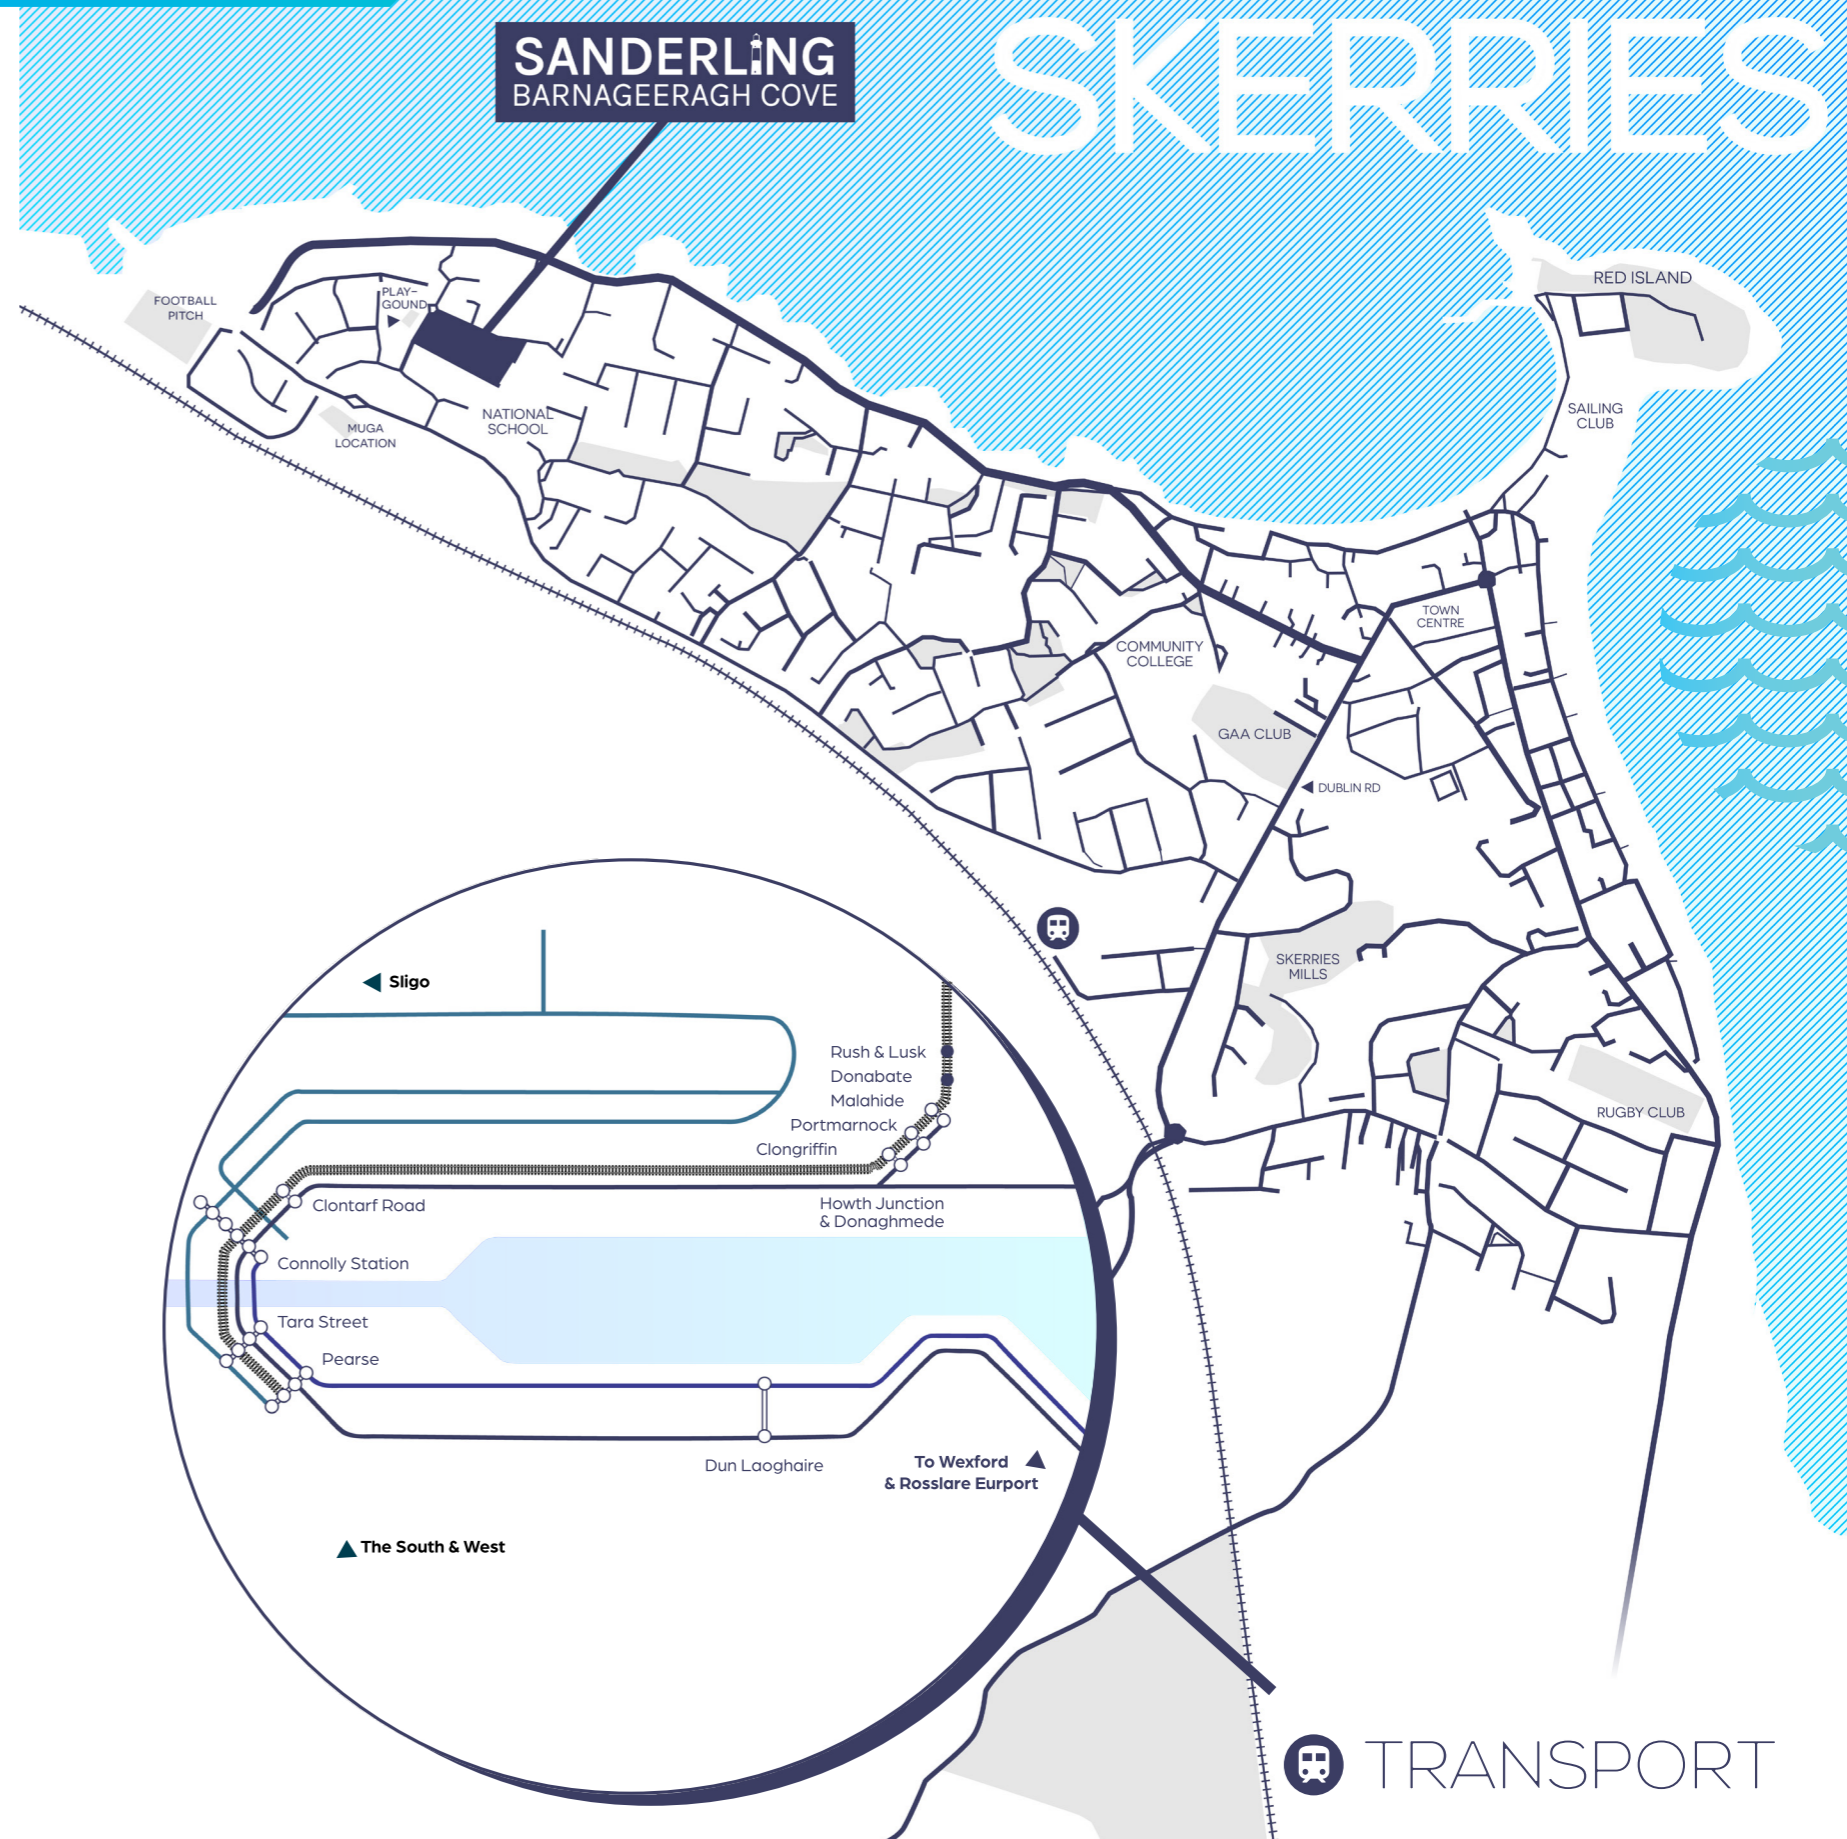 SKERRIES
SANDERLING
BARNAGEERAGH COVE
RED ISLAND
FOOTBALL
PITCH
PLAY-
GOUND
SAILING
CLUB
NATIONAL
SCHOOL
MUGA
LOCATION
TOWN
CENTRE
COMMUNITY
COLLEGE
GAA CLUB
DUBLIN RD
SKERRIES
MILLS
RUGBY CLUB
Sligo
Rush & Lusk
Donabate
Malahide
Portmarnock
Clongriffin
Clontarf Road
Howth Junction
& Donaghmede
Connolly Station
Tara Street
Pearse
Dun Laoghaire
To Wexford
& Rosslare Eurport
The South & West
TRANSPORT